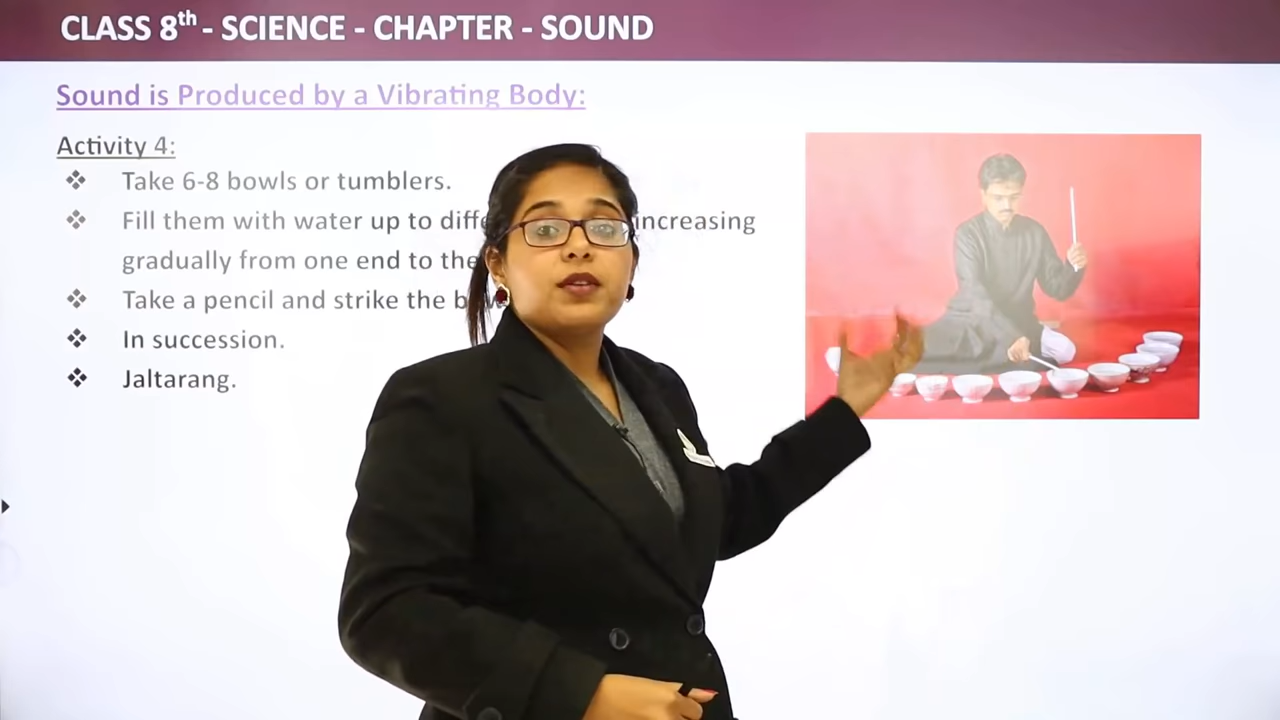 CLASS 8th - SCIENCE - CHAPTER - SOUND
Sound is Produced by a Vibrating Body:
Activity 4:
❖ Take 6-8 bowls or tumblers.
❖ Fill them with water up to increasing
gradually from one end to the
❖ Take a pencil and strike the
❖ In succession.
❖ Jaltarang.